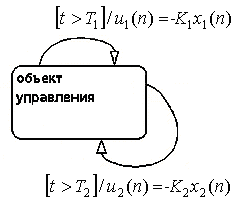 [t > T₁]/u₁(n) =-K₁x₁(n)
объект
управления
[t > T₂]/u₂(n) =-K₂x₂(n)